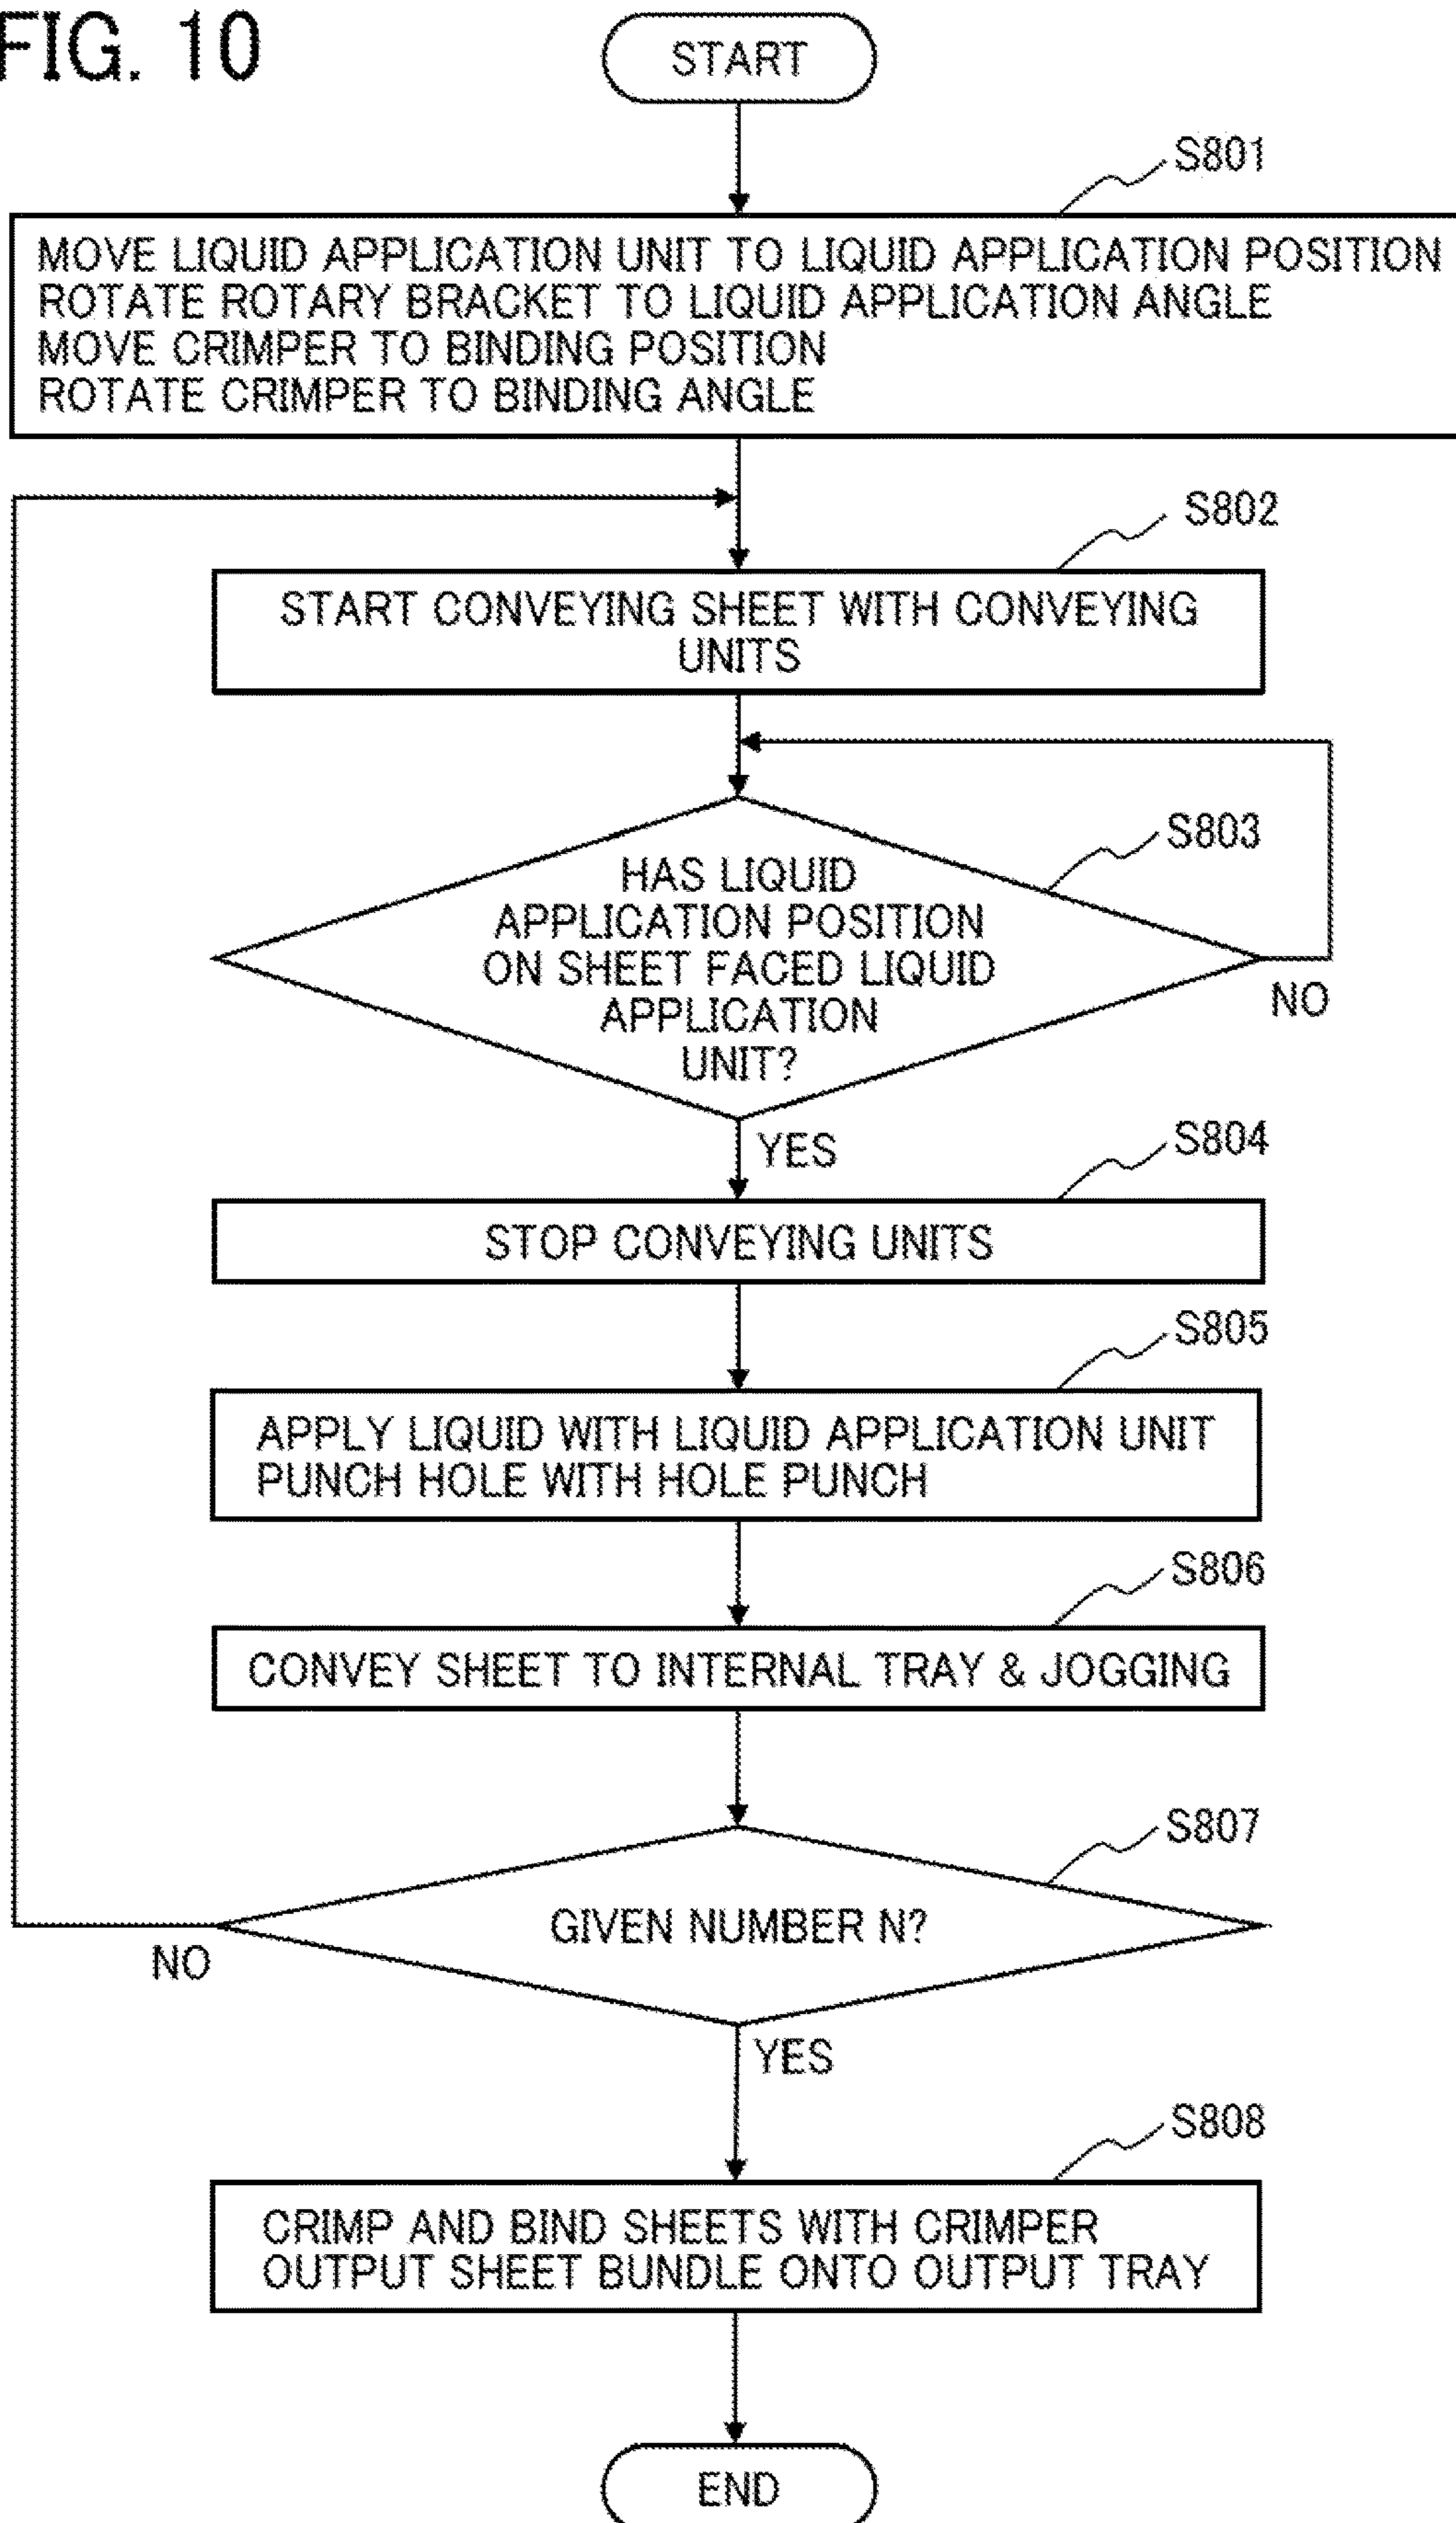 FIG. 10
START
S801
MOVE LIQUID APPLICATION UNIT TO LIQUID APPLICATION POSITION
ROTATE ROTARY BRACKET TO LIQUID APPLICATION ANGLE
MOVE CRIMPER TO BINDING POSITION
ROTATE CRIMPER TO BINDING ANGLE
S802
START CONVEYING SHEET WITH CONVEYING
UNITS
S803
HAS LIQUID
APPLICATION POSITION
ON SHEET FACED LIQUID
APPLICATION
UNIT?
NO
YES
S804
STOP CONVEYING UNITS
S805
APPLY LIQUID WITH LIQUID APPLICATION UNIT
PUNCH HOLE WITH HOLE PUNCH
S806
CONVEY SHEET TO INTERNAL TRAY & JOGGING
S807
GIVEN NUMBER N?
NO
YES
S808
CRIMP AND BIND SHEETS WITH CRIMPER
OUTPUT SHEET BUNDLE ONTO OUTPUT TRAY
END